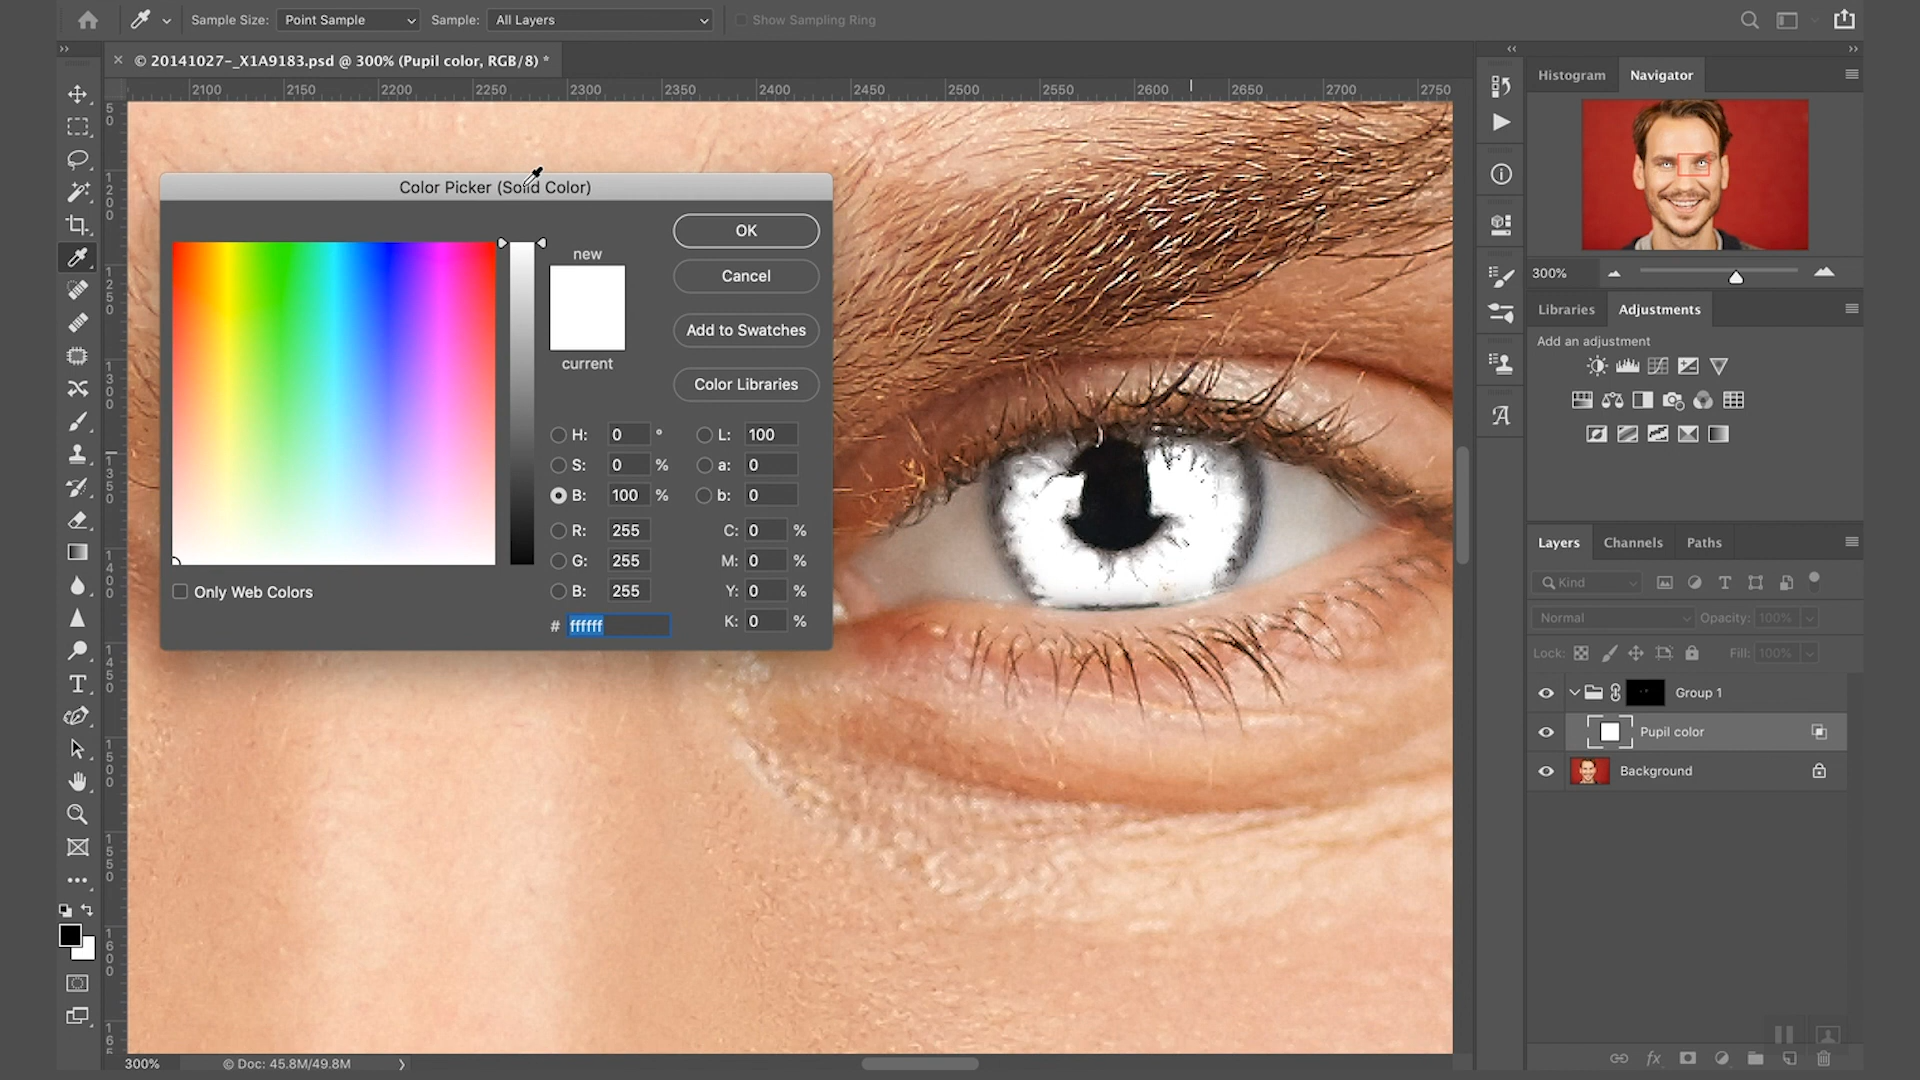 Sample Size: Point Sample Sample: All Layers Show Sampling Ring
© 20141027-_X1A9183.psd @ 300% (Pupil color, RGB/8) *
2100 2150 2200 2250 2300 2350 2400 2450 2500 2550 2600 2650 2700 2750
Color Picker (Solid Color)
new
current
OK
Cancel
Add to Swatches
Color Libraries
H: 0 °
S: 0 %
B: 100 %
R: 255
G: 255
B: 255
# ffffff
L: 100
a: 0
b: 0
C: 0 %
M: 0 %
Y: 0 %
K: 0 %
Only Web Colors
Histogram Navigator
300%
Libraries Adjustments
Add an adjustment
Layers Channels Paths
Kind
Normal Opacity: 100%
Lock: Fill: 100%
Group 1
Pupil color
Background
fx
300% © Doc: 45.8M/49.8M